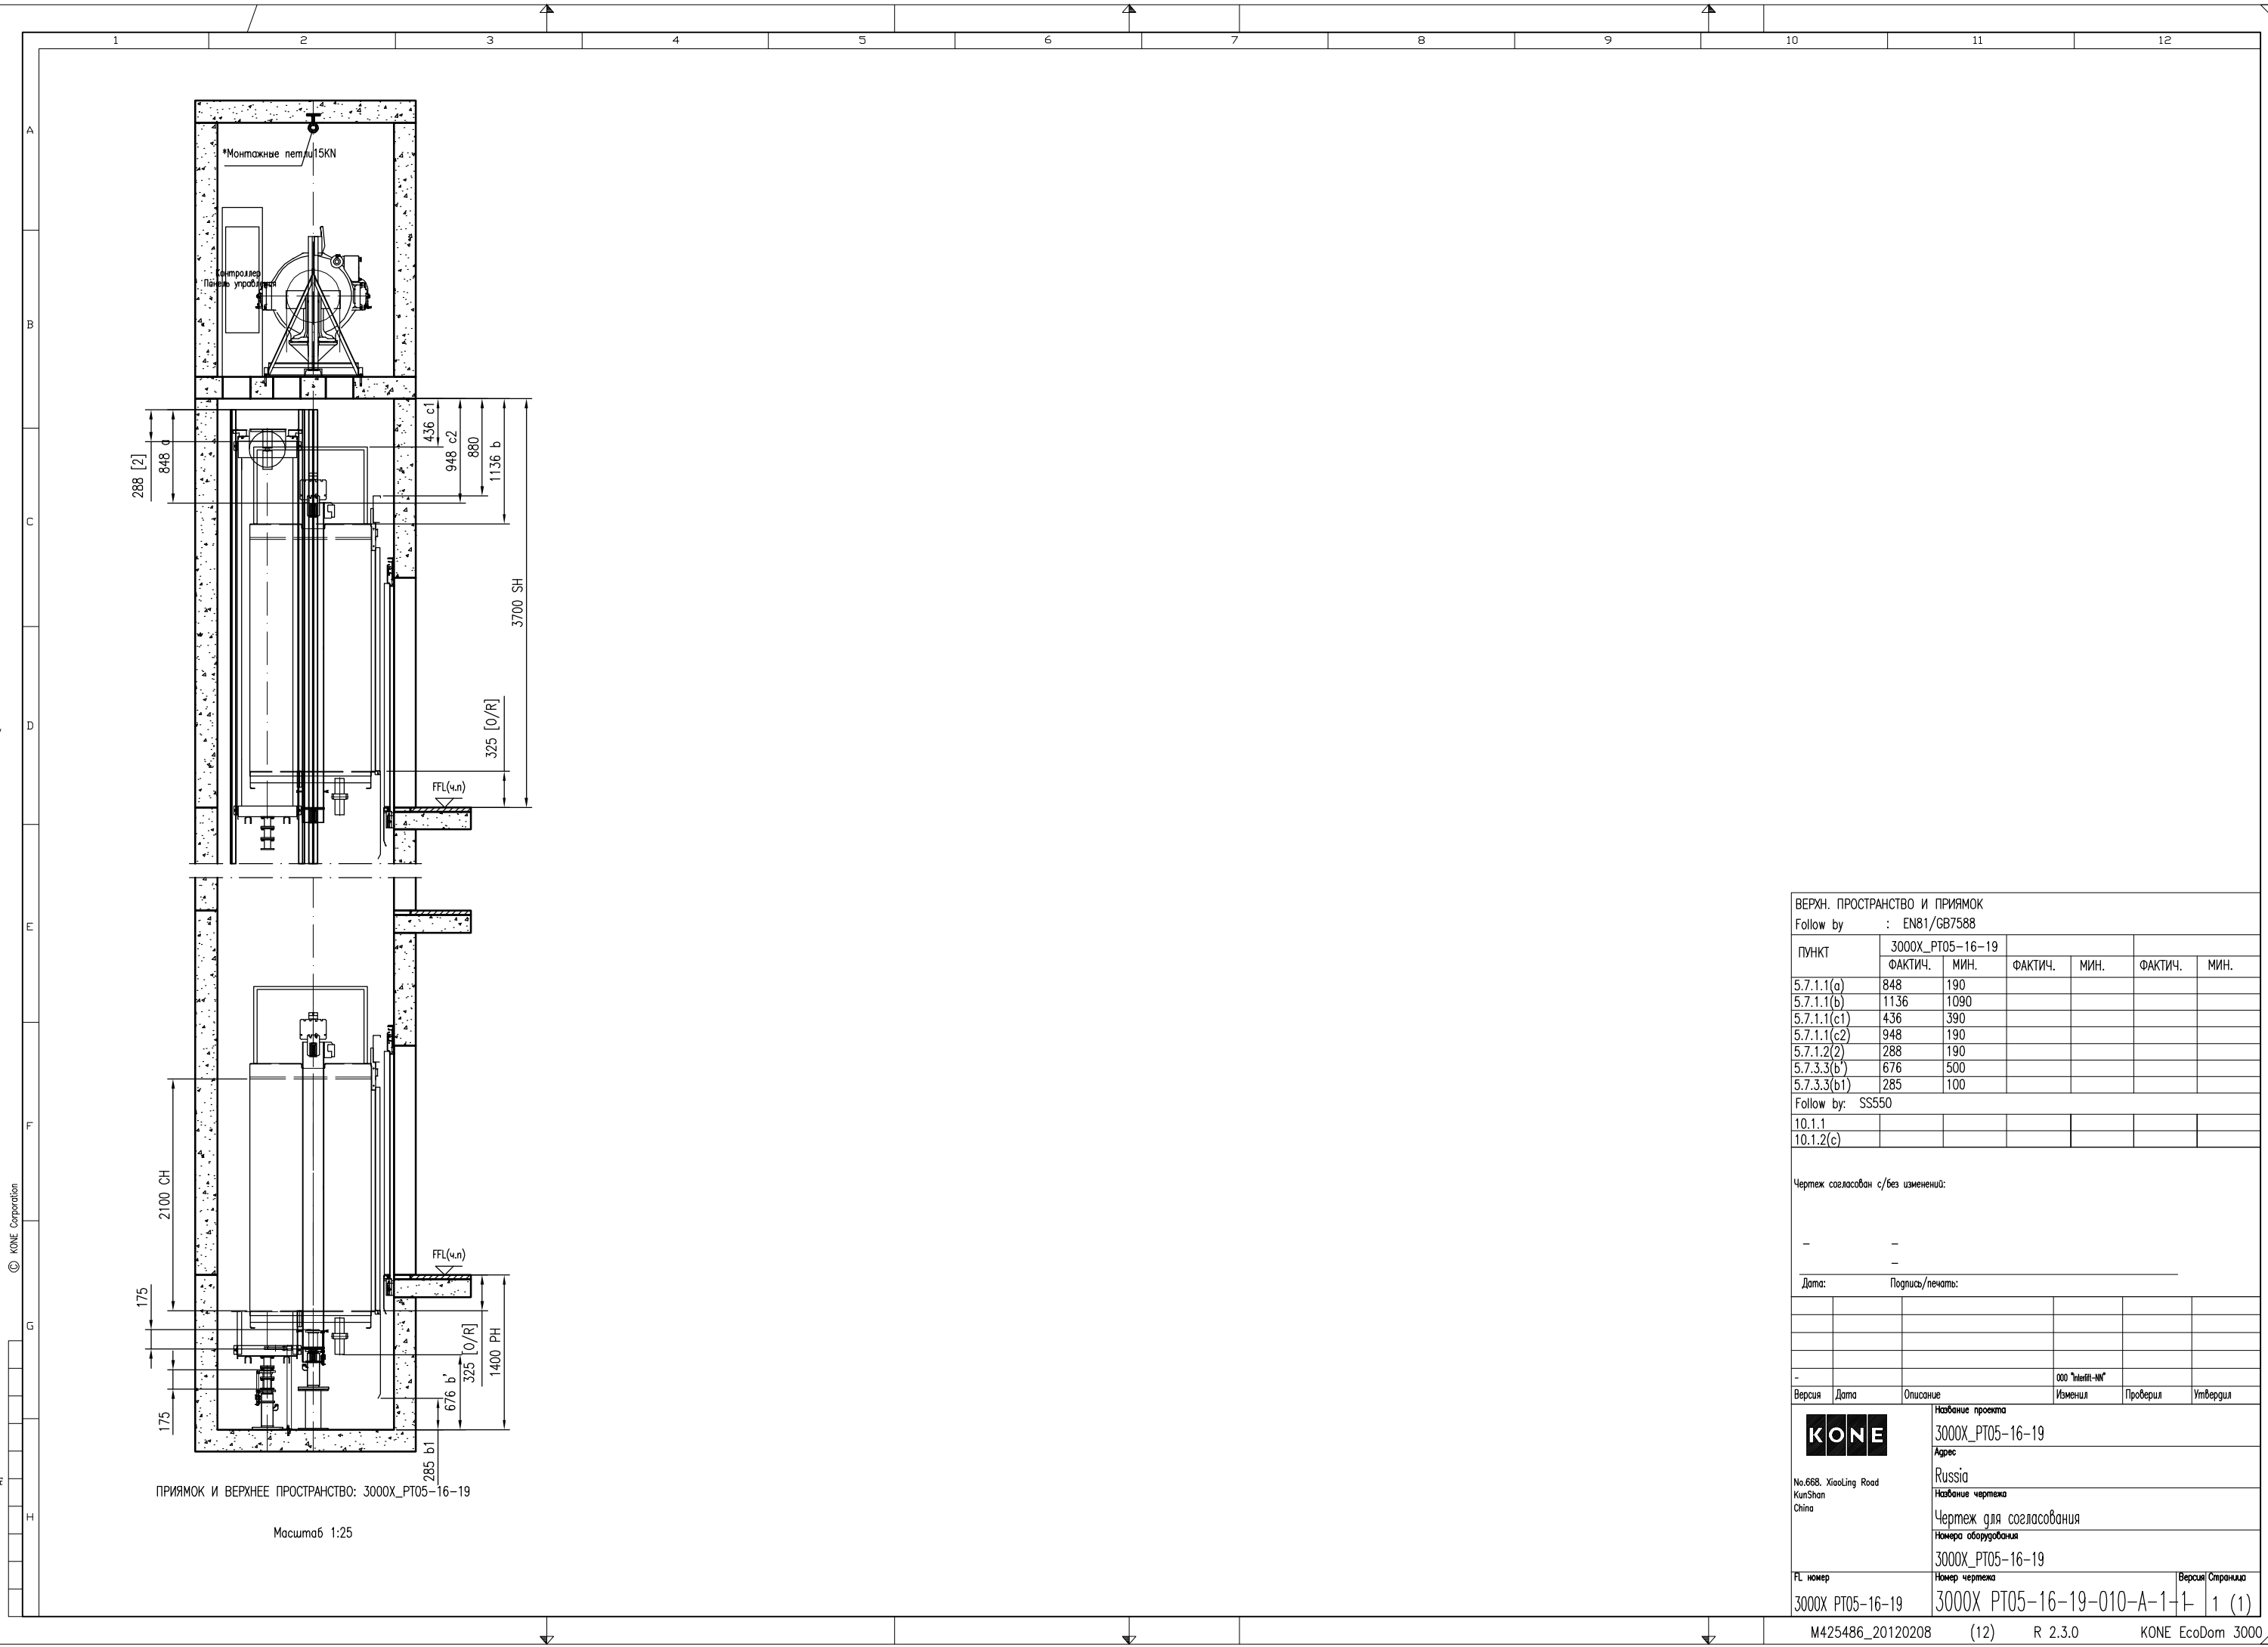 1 2 3 4 5 6 7 8 9 10 11 12
A
B
C
D
E
F
G
H
*Монтажные петли15KN
Контроллер
Панель управления
288 [2]
848 a
436 c1
948 c2
880
1136 b
3700 SH
325 [O/R]
FFL(ч.п)
2100 CH
FFL(ч.п)
175
175
676 b'
325 [O/R]
1400 PH
285 b1
ПРИЯМОК И ВЕРХНЕЕ ПРОСТРАНСТВО: 3000X_PT05-16-19
Масштаб 1:25
© KONE Corporation
ВЕРХН. ПРОСТРАНСТВО И ПРИЯМОК
Follow by : EN81/GB7588
ПУНКТ 3000X_PT05-16-19
ФАКТИЧ. МИН. ФАКТИЧ. МИН. ФАКТИЧ. МИН.
5.7.1.1(a) 848 190
5.7.1.1(b) 1136 1090
5.7.1.1(c1) 436 390
5.7.1.1(c2) 948 190
5.7.1.2(2) 288 190
5.7.3.3(b') 676 500
5.7.3.3(b1) 285 100
Follow by: SS550
10.1.1
10.1.2(c)
Чертеж согласован с/без изменений:
- -
-
Дата: Подпись/печать:
- ООО "Interlift-NN"
Версия Дата Описание Изменил Проверил Утвердил
KONE
No.668. XiaoLing Road
KunShan
China
Название проекта
3000X_PT05-16-19
Адрес
Russia
Название чертежа
Чертеж для согласования
Номера оборудования
3000X_PT05-16-19
FL номер Номер чертежа Версия Страница
3000X PT05-16-19 3000X PT05-16-19-010-A-1-1 - 1 (1)
M425486_20120208 (12) R 2.3.0 KONE EcoDom 3000